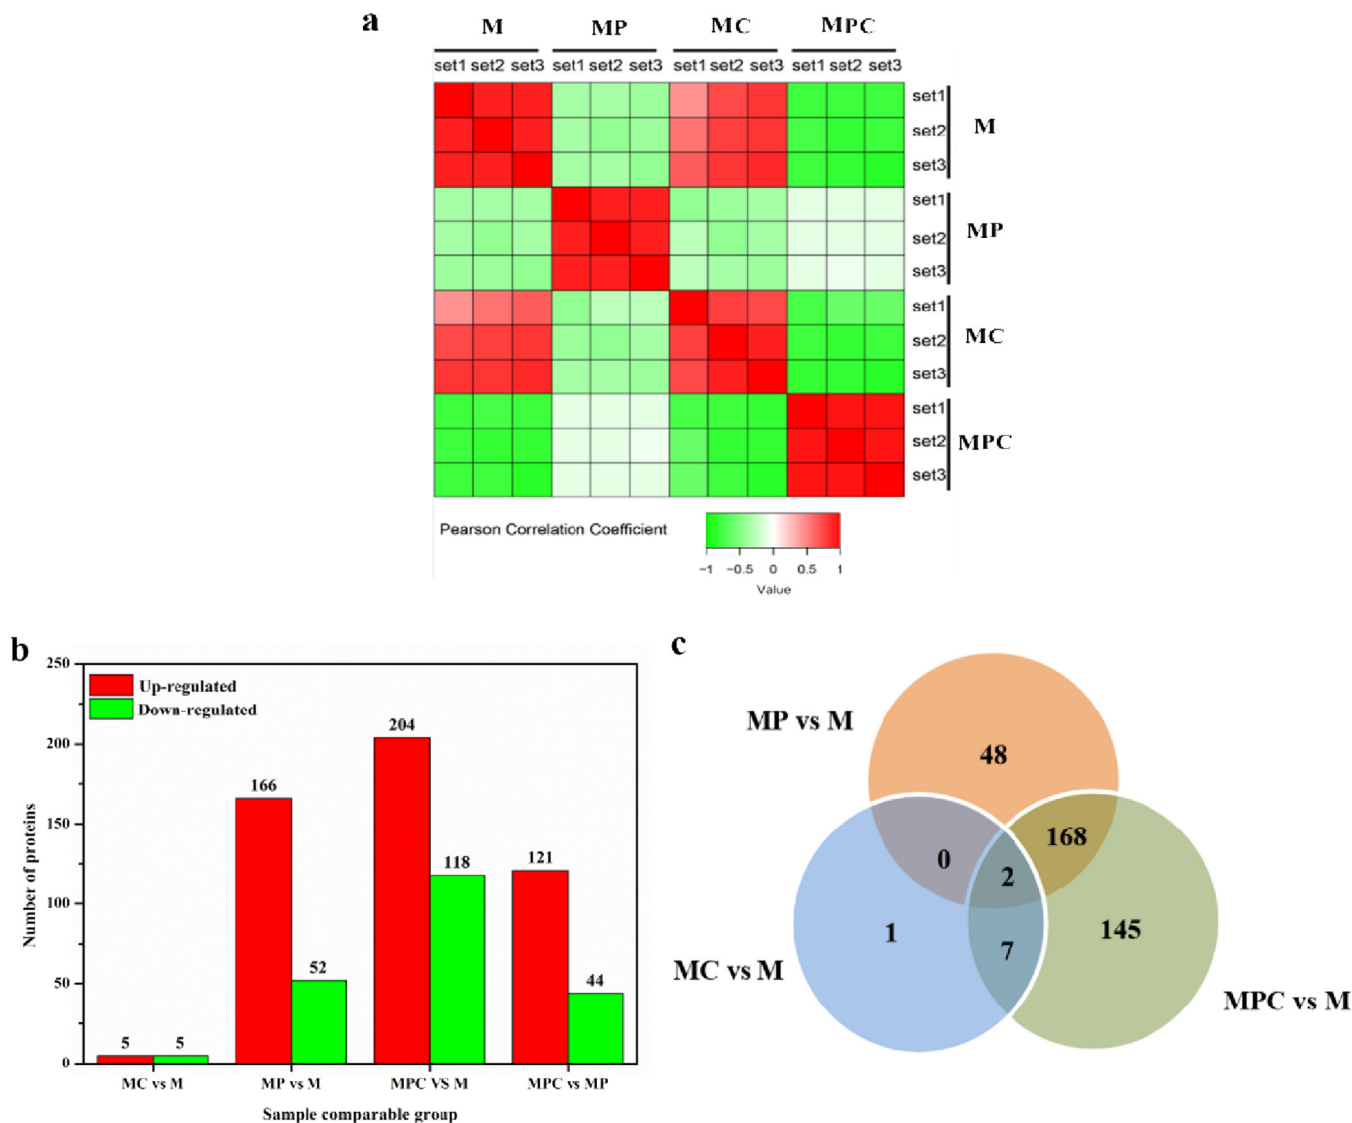 a
M MP MC MPC
set1 set2 set3 set1 set2 set3 set1 set2 set3 set1 set2 set3
set1
set2
set3
M
set1
set2
set3
MP
set1
set2
set3
MC
set1
set2
set3
MPC
Pearson Correlation Coefficient
−1 −0.5 0 0.5 1
Value
b
250
200
150
100
50
0
Number of proteins
Up-regulated
Down-regulated
5 5
166
52
204
118
121
44
MC vs M MP vs M MPC VS M MPC vs MP
Sample comparable group
c
MP vs M
48
168
0
2
1
7
145
MC vs M
MPC vs M